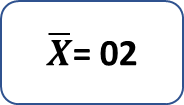 X̅ = 02